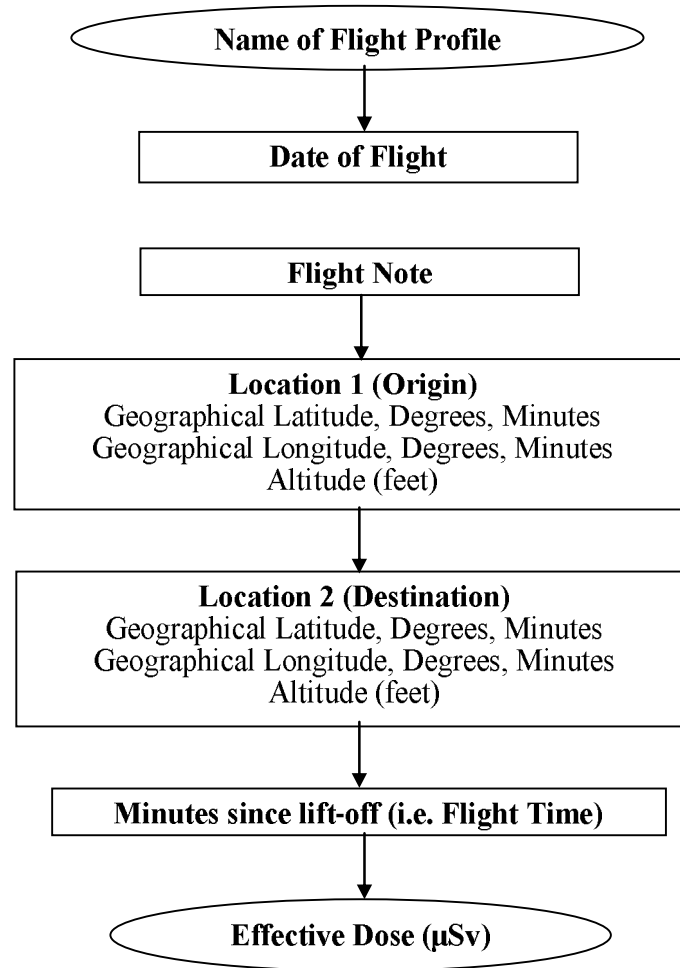 Name of Flight Profile
Date of Flight
Flight Note
Location 1 (Origin)
Geographical Latitude, Degrees, Minutes
Geographical Longitude, Degrees, Minutes
Altitude (feet)
Location 2 (Destination)
Geographical Latitude, Degrees, Minutes
Geographical Longitude, Degrees, Minutes
Altitude (feet)
Minutes since lift-off (i.e. Flight Time)
Effective Dose (µSv)